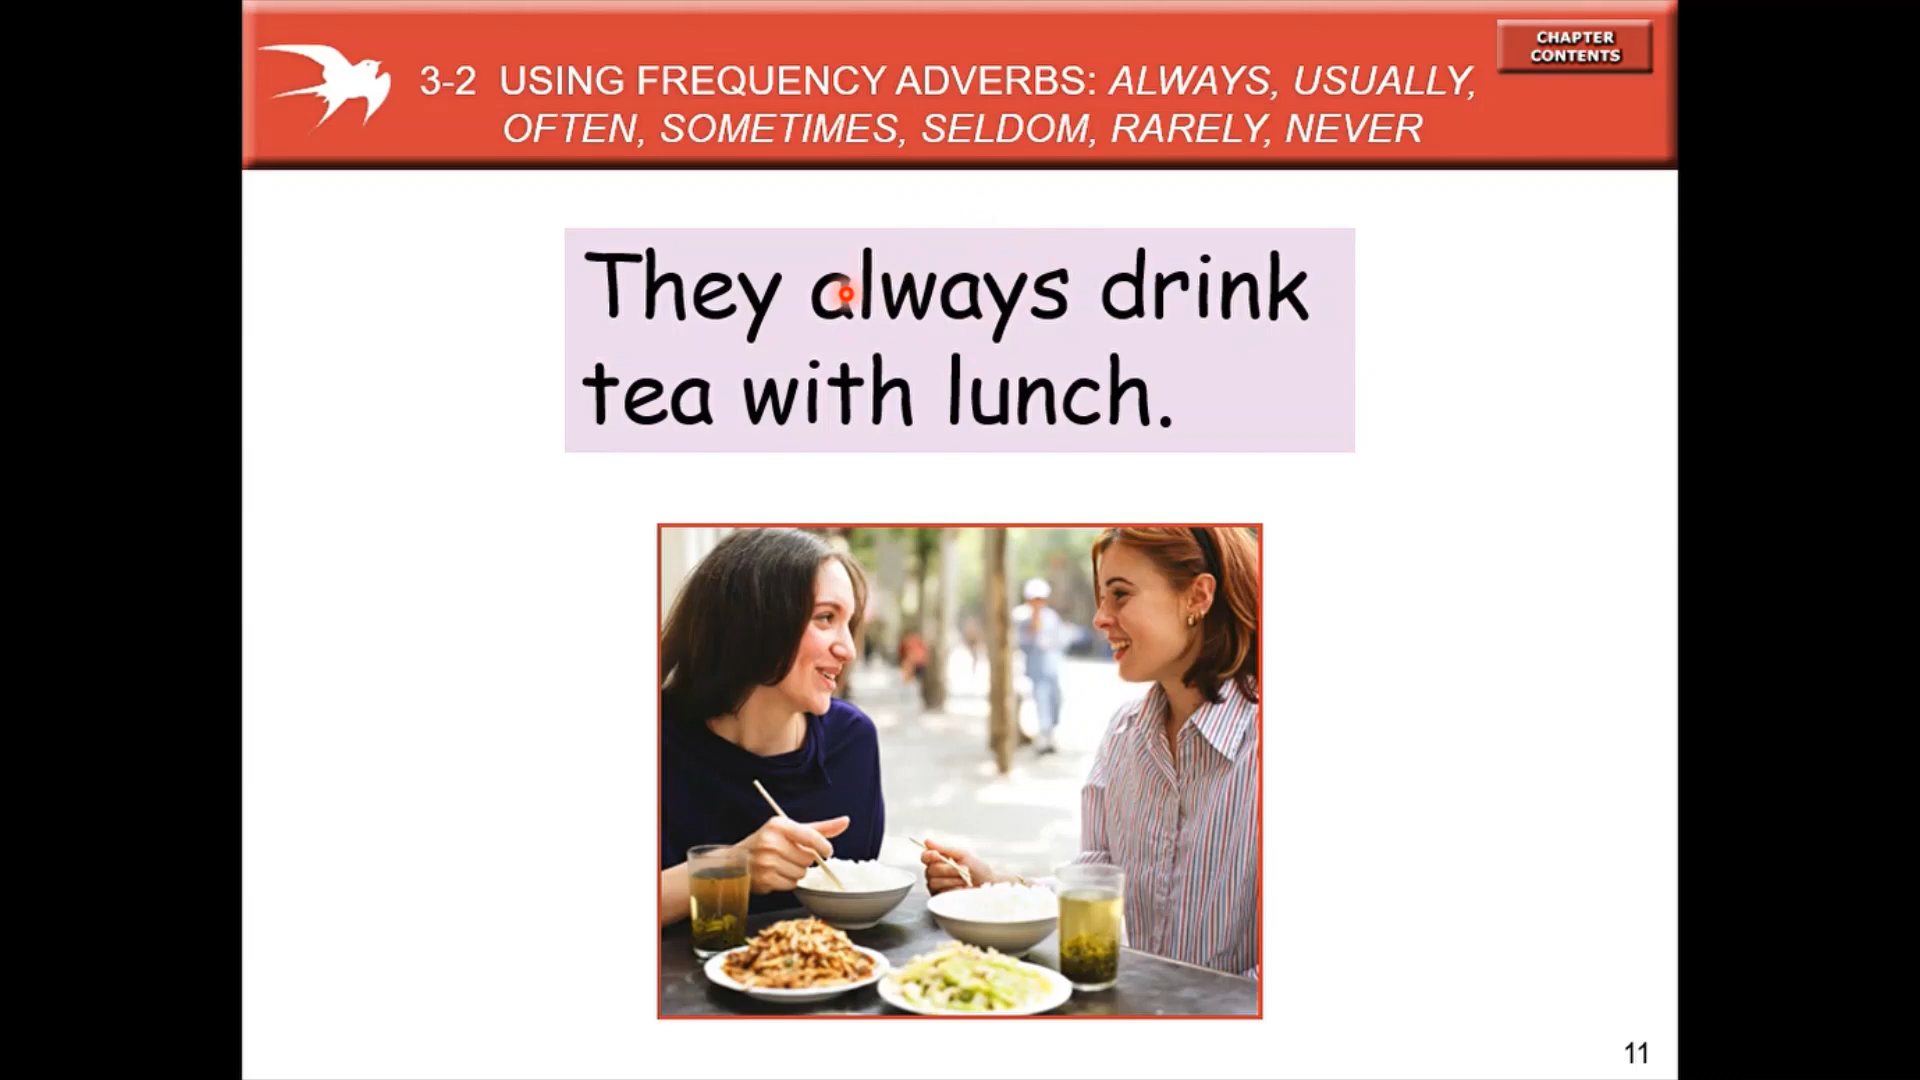 CHAPTER
CONTENTS
3-2 USING FREQUENCY ADVERBS: ALWAYS, USUALLY,
OFTEN, SOMETIMES, SELDOM, RARELY, NEVER
They always drink
tea with lunch.
11